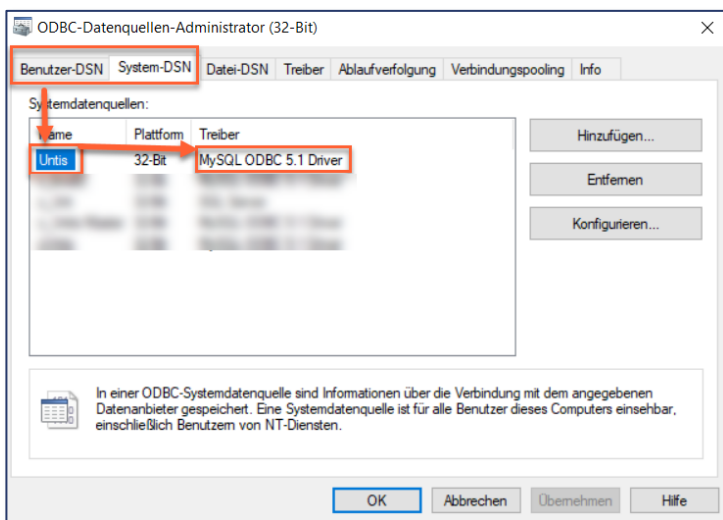 ODBC-Datenquellen-Administrator (32-Bit)
Benutzer-DSN System-DSN Datei-DSN Treiber Ablaufverfolgung Verbindungspooling Info
Systemdatenquellen:
Name Plattform Treiber
Hinzufügen...
Untis 32-Bit MySQL ODBC 5.1 Driver
Entfernen
Konfigurieren...
In einer ODBC-Systemdatenquelle sind Informationen über die Verbindung mit dem angegebenen
Datenanbieter gespeichert. Eine Systemdatenquelle ist für alle Benutzer dieses Computers einsehbar,
einschließlich Benutzern von NT-Diensten.
OK Abbrechen Übernehmen Hilfe